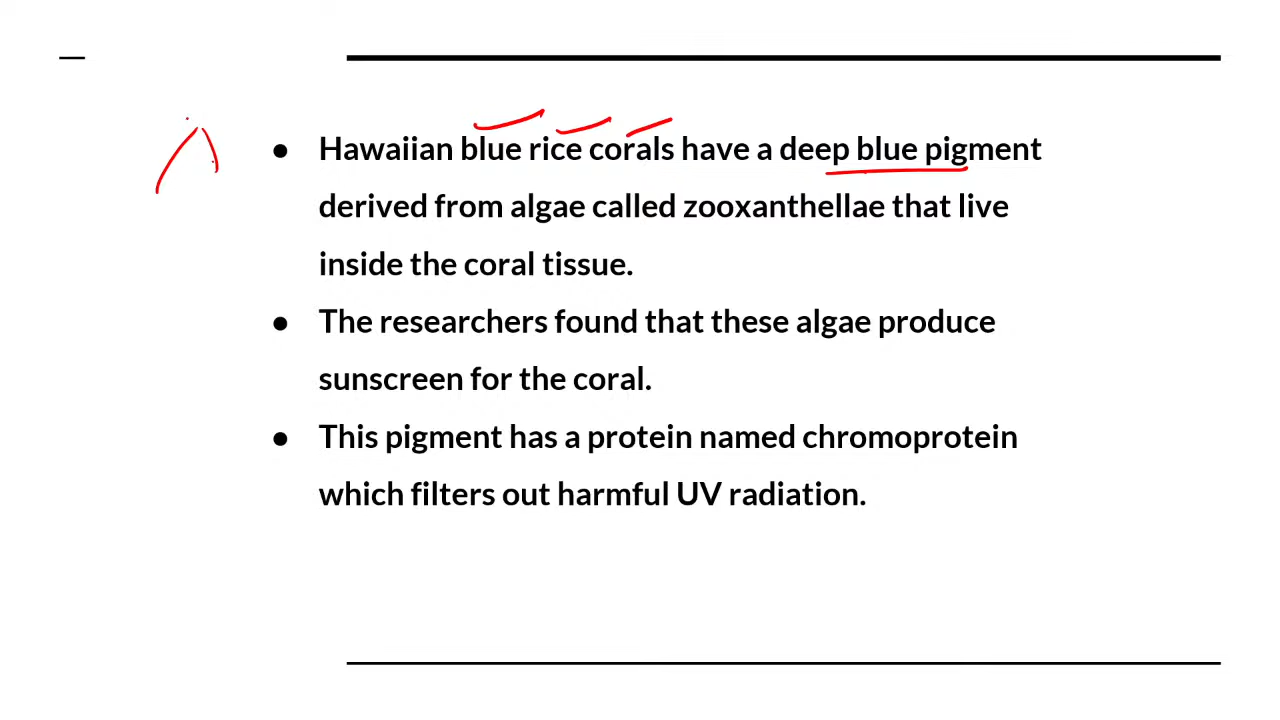 ● Hawaiian blue rice corals have a deep blue pigment
derived from algae called zooxanthellae that live
inside the coral tissue.
● The researchers found that these algae produce
sunscreen for the coral.
● This pigment has a protein named chromoprotein
which filters out harmful UV radiation.